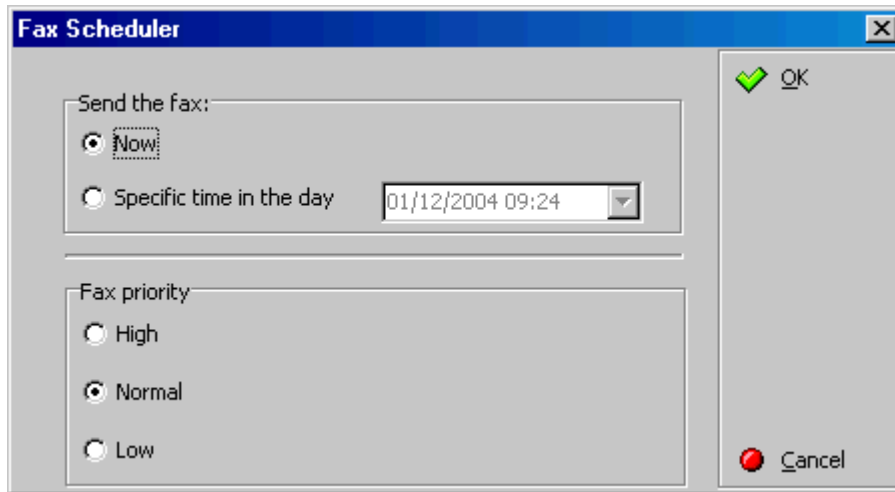 Fax Scheduler
Send the fax:
Now
Specific time in the day 01/12/2004 09:24
Fax priority
High
Normal
Low
OK
Cancel